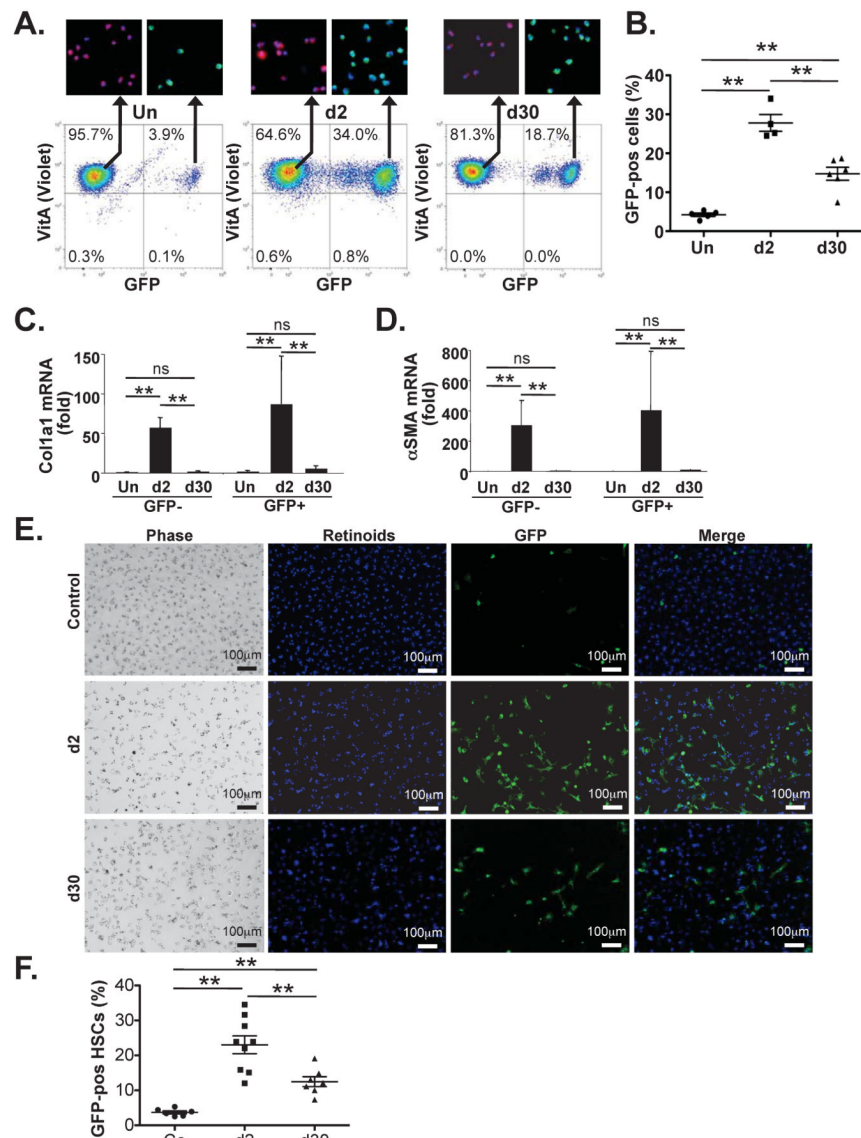 A.
Un
d2
d30
95.7%
3.9%
64.6%
34.0%
81.3%
18.7%
VitA (Violet)
VitA (Violet)
VitA (Violet)
0.3%
0.1%
0.6%
0.8%
0.0%
0.0%
GFP
GFP
GFP
B.
**
**
**
GFP-pos cells (%)
40
30
20
10
0
Un
d2
d30
C.
ns
ns
**
**
**
**
Col1a1 mRNA
(fold)
150
100
50
0
Un
d2
d30
Un
d2
d30
GFP-
GFP+
D.
ns
ns
**
**
**
**
αSMA mRNA
(fold)
800
600
400
200
0
Un
d2
d30
Un
d2
d30
GFP-
GFP+
E.
Phase
Retinoids
GFP
Merge
Control
100μm
100μm
100μm
100μm
d2
100μm
100μm
100μm
100μm
d30
100μm
100μm
100μm
100μm
F.
**
**
**
GFP-pos HSCs (%)
40
30
20
10
0
Co
d2
d30